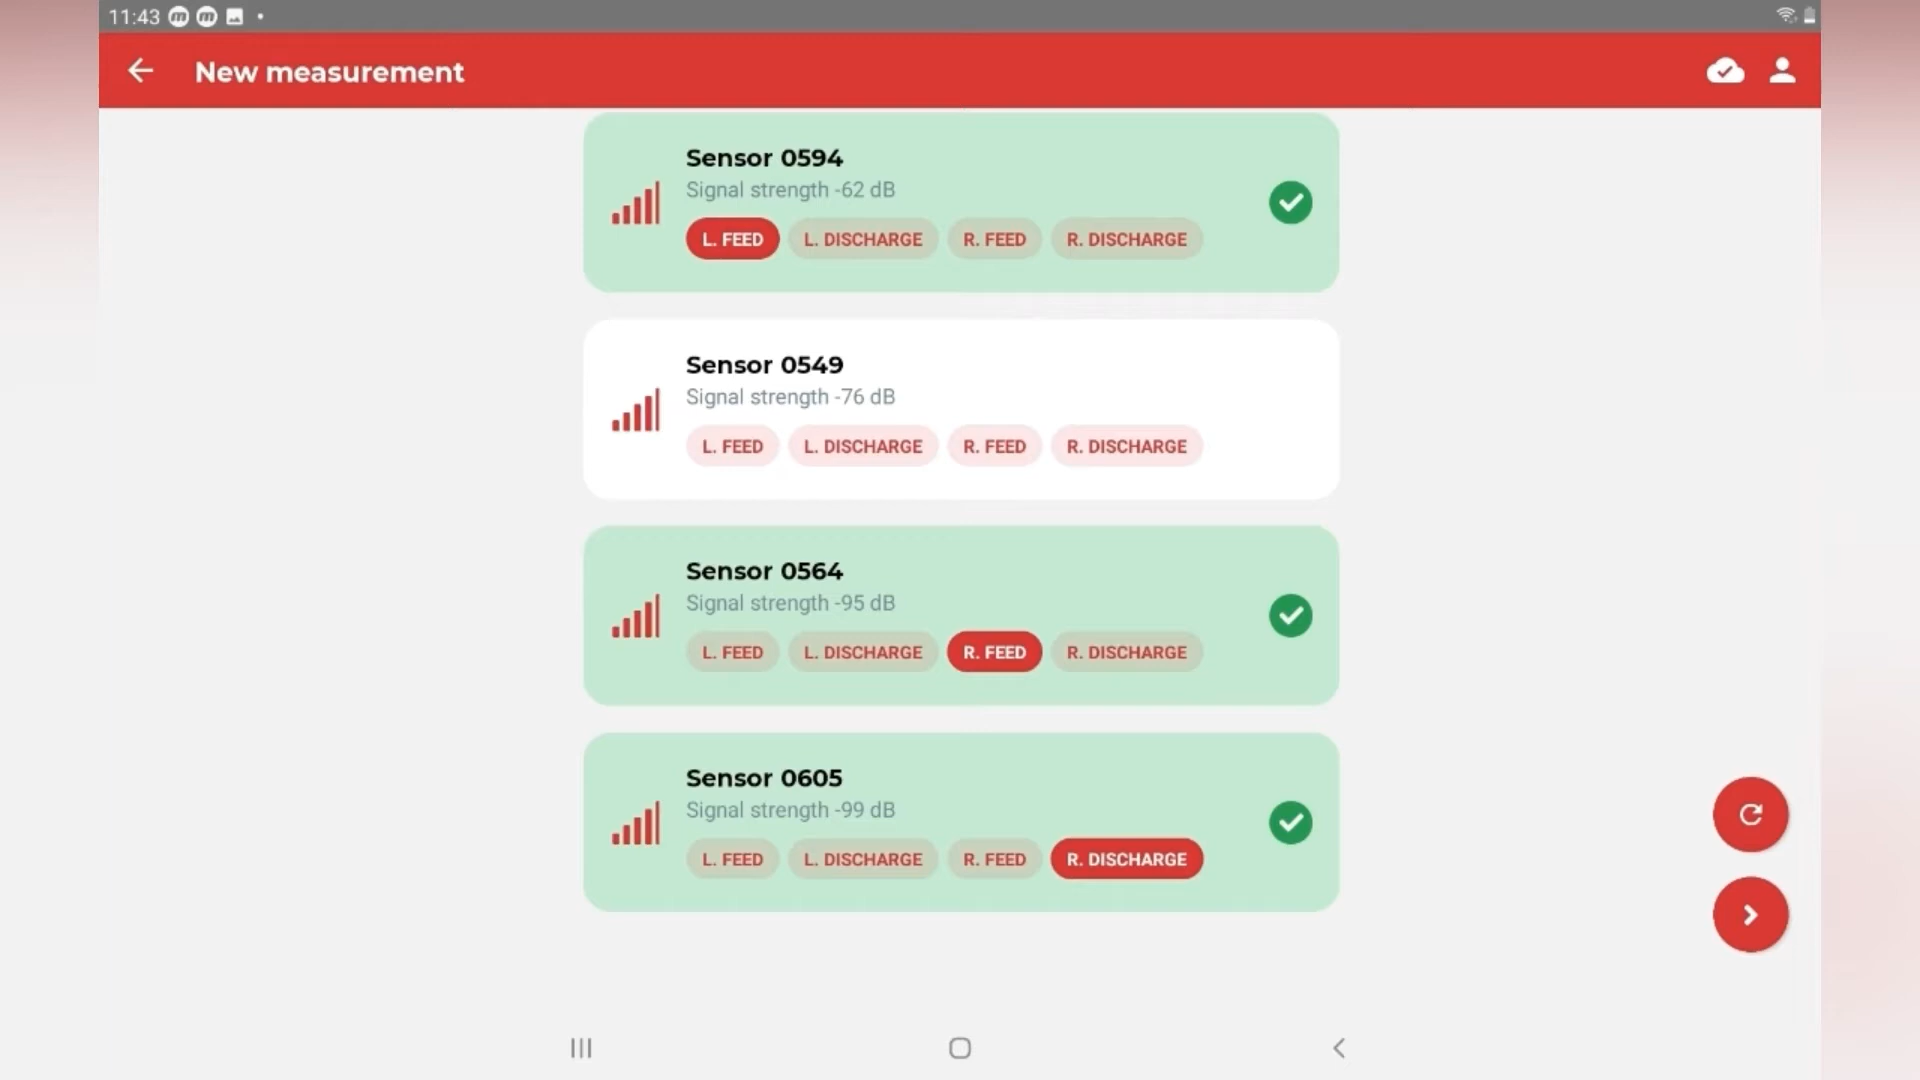 11:43
New measurement
Sensor 0594
Signal strength -62 dB
L. FEED L. DISCHARGE R. FEED R. DISCHARGE
Sensor 0549
Signal strength -76 dB
L. FEED L. DISCHARGE R. FEED R. DISCHARGE
Sensor 0564
Signal strength -95 dB
L. FEED L. DISCHARGE R. FEED R. DISCHARGE
Sensor 0605
Signal strength -99 dB
L. FEED L. DISCHARGE R. FEED R. DISCHARGE